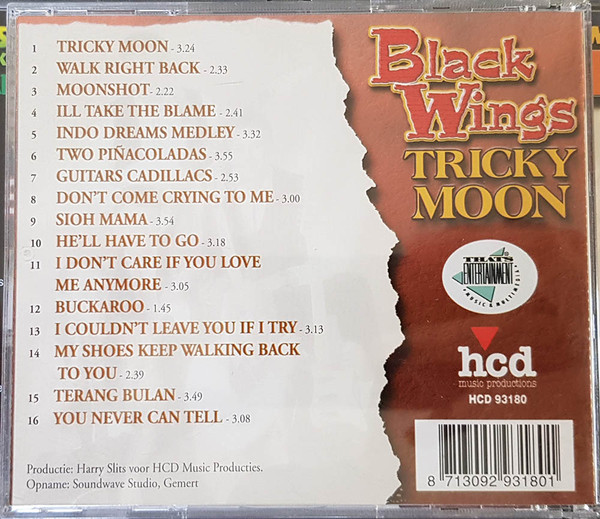 1 TRICKY MOON - 3.24
2 WALK RIGHT BACK - 2.33
3 MOONSHOT - 2.22
4 ILL TAKE THE BLAME - 2.41
5 INDO DREAMS MEDLEY - 3.32
6 TWO PIÑACOLADAS - 3.55
7 GUITARS CADILLACS - 2.53
8 DON'T COME CRYING TO ME - 3.00
9 SIOH MAMA - 3.54
10 HE'LL HAVE TO GO - 3.18
11 I DON'T CARE IF YOU LOVE
ME ANYMORE - 3.05
12 BUCKAROO - 1.45
13 I COULDN'T LEAVE YOU IF I TRY - 3.13
14 MY SHOES KEEP WALKING BACK
TO YOU - 2.39
15 TERANG BULAN - 3.49
16 YOU NEVER CAN TELL - 3.08
Productie: Harry Slits voor HCD Music Producties.
Opname: Soundwave Studio, Gemert
Black
Wings
TRICKY
MOON
THATS
ENTERTAINMENT
MUSIC & MULTIMEDIA
hcd
music productions
HCD 93180
8 713092 931801